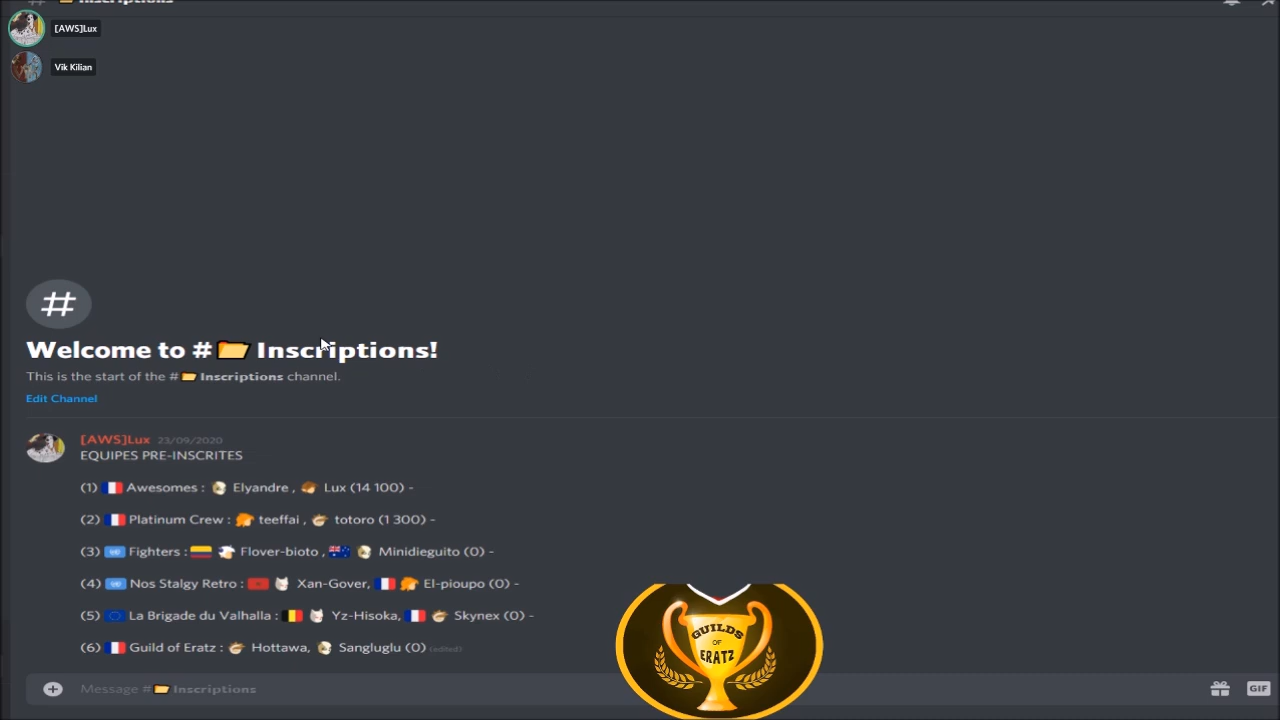 Inscriptions
[AWS]Lux
Vik Kilian
#
Welcome to # Inscriptions!
This is the start of the # Inscriptions channel.
Edit Channel
[AWS]Lux 23/09/2020
EQUIPES PRE-INSCRITES
(1) Awesomes : Elyandre , Lux (14 100) -
(2) Platinum Crew : teeffai , totoro (1 300) -
(3) Fighters : Flover-bioto , Minidieguito (0) -
(4) Nos Stalgy Retro : Xan-Gover, El-pioupo (0) -
(5) La Brigade du Valhalla : Yz-Hisoka, Skynex (0) -
(6) Guild of Eratz : Hottawa, Sangluglu (0) (edited)
GUILDS
OF
ERATZ
Message # Inscriptions
GIF